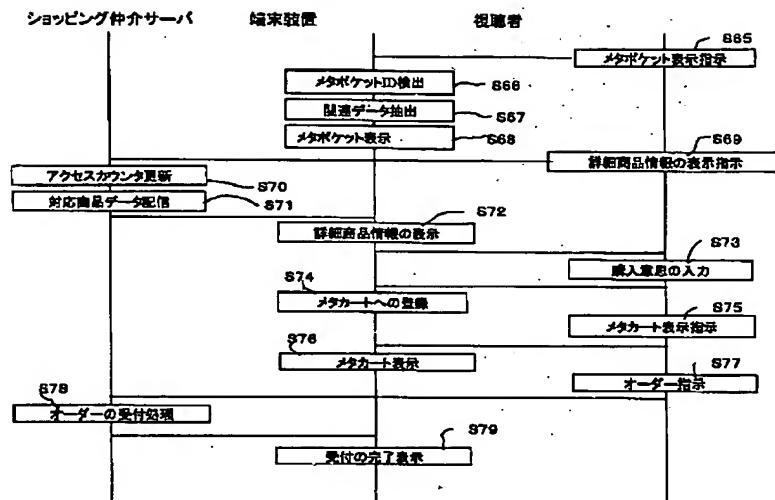 ショッピング仲介サーバ 端末装置 視聴者
S65
メタポケット表示指示
メタポケットID検出 S66
関連データ抽出 S67
メタポケット表示 S68
S69
詳細商品情報の表示指示
アクセスカウンタ更新 S70
対応商品データ配信 S71
S72
詳細商品情報の表示
S73
購入意思の入力
S74
メタカートへの登録
S75
メタカート表示指示
S76
メタカート表示
S77
オーダー指示
S78
オーダーの受付処理
S79
受付の完了表示